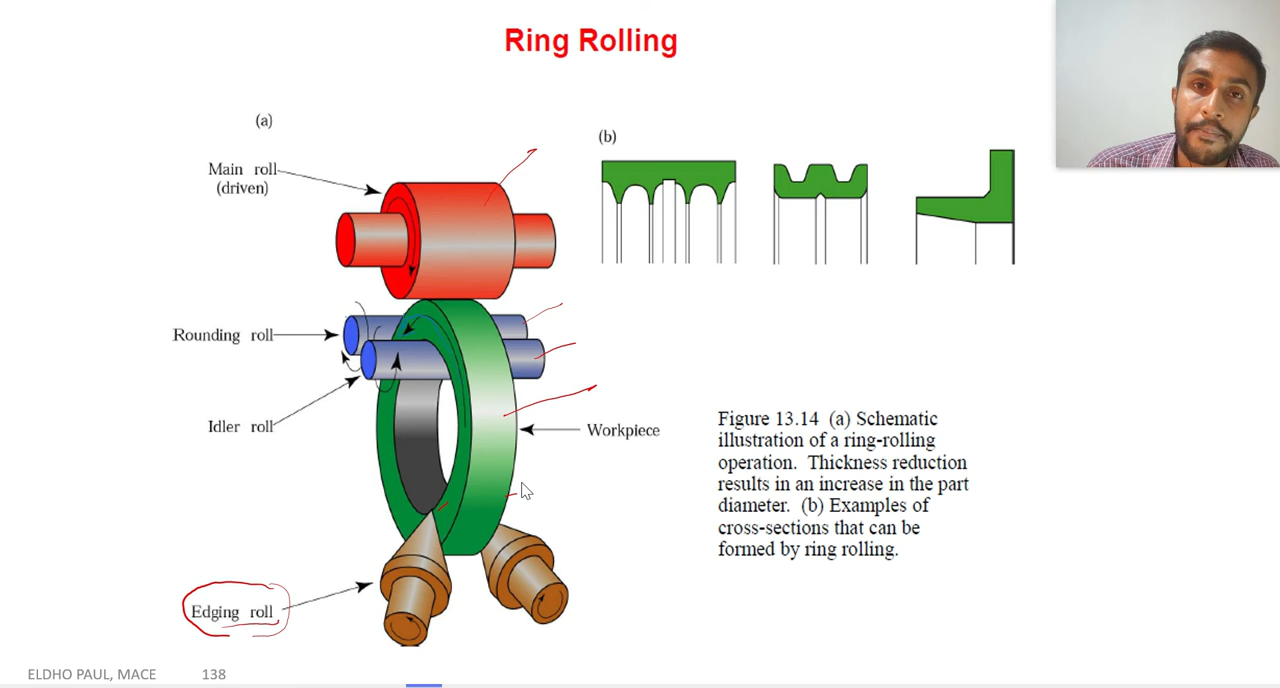 Ring Rolling
(a)
Main roll
(driven)
Rounding roll
Idler roll
Workpiece
Edging roll
(b)
Figure 13.14 (a) Schematic
illustration of a ring-rolling
operation. Thickness reduction
results in an increase in the part
diameter. (b) Examples of
cross-sections that can be
formed by ring rolling.
ELDHO PAUL, MACE 138